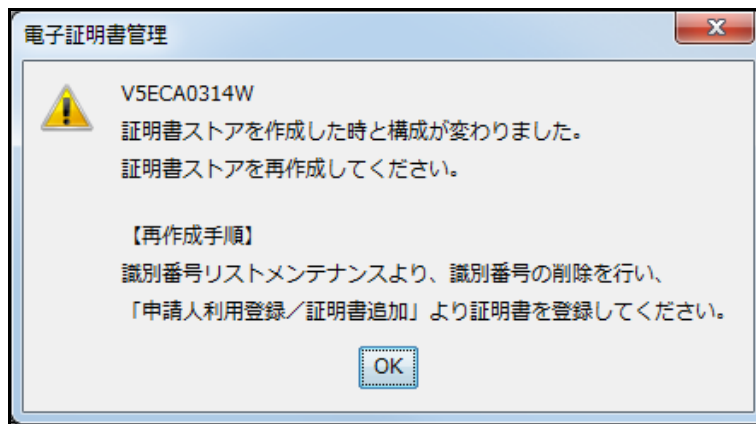 電子証明書管理
V5ECA0314W
証明書ストアを作成した時と構成が変わりました。
証明書ストアを再作成してください。
【再作成手順】
識別番号リストメンテナンスより、識別番号の削除を行い、
「申請人利用登録／証明書追加」より証明書を登録してください。
OK